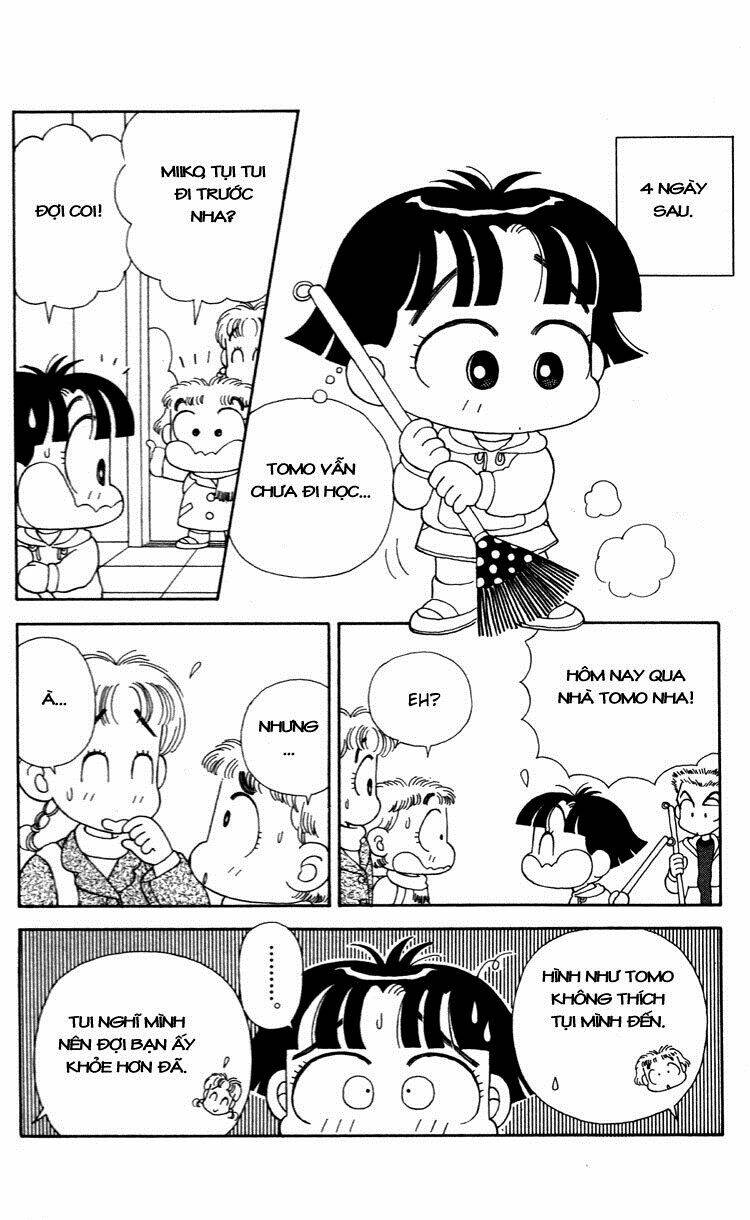 4 NGÀY
SAU.
TOMO VẪN
CHƯA ĐI HỌC...
MIIKO, TỤI TUI
ĐI TRƯỚC
NHA?
ĐỢI COI!
HÔM NAY QUA
NHÀ TOMO NHA!
EH?
NHƯNG
...
À...
HÌNH NHƯ TOMO
KHÔNG THÍCH
TỤI MÌNH
ĐẾN.
.........
TUI NGHĨ MÌNH
NÊN ĐỢI BẠN ẤY
KHỎE HƠN ĐÃ.